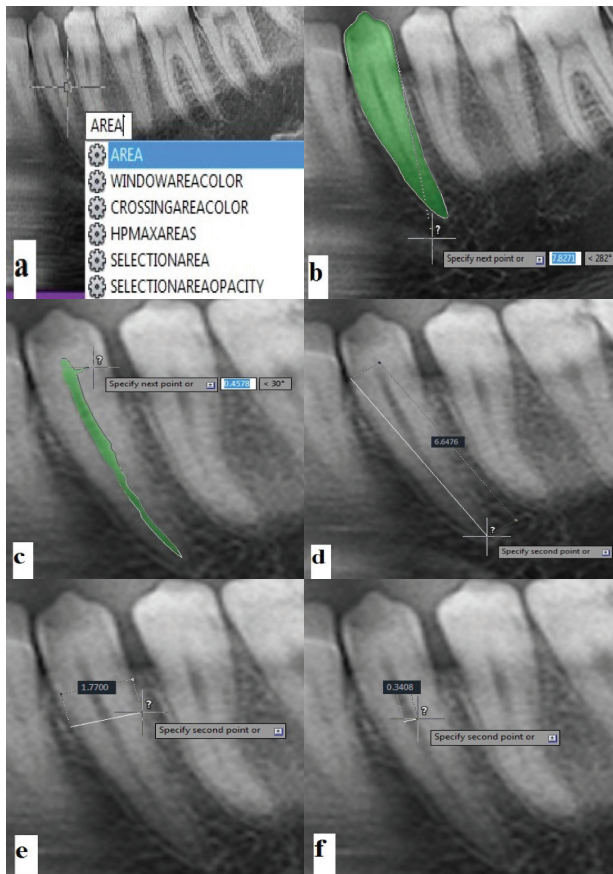 AREA
AREA
WINDOWAREACOLOR
CROSSINGAREACOLOR
HPMAXAREAS
SELECTIONAREA
SELECTIONAREAOPACITY
a
?
Specify next point or 7.8271 < 282°
b
?
Specify next point or 0.4578 < 30°
c
6.6476
?
Specify second point or
d
1.7700
?
Specify second point or
e
0.3408
?
Specify second point or
f